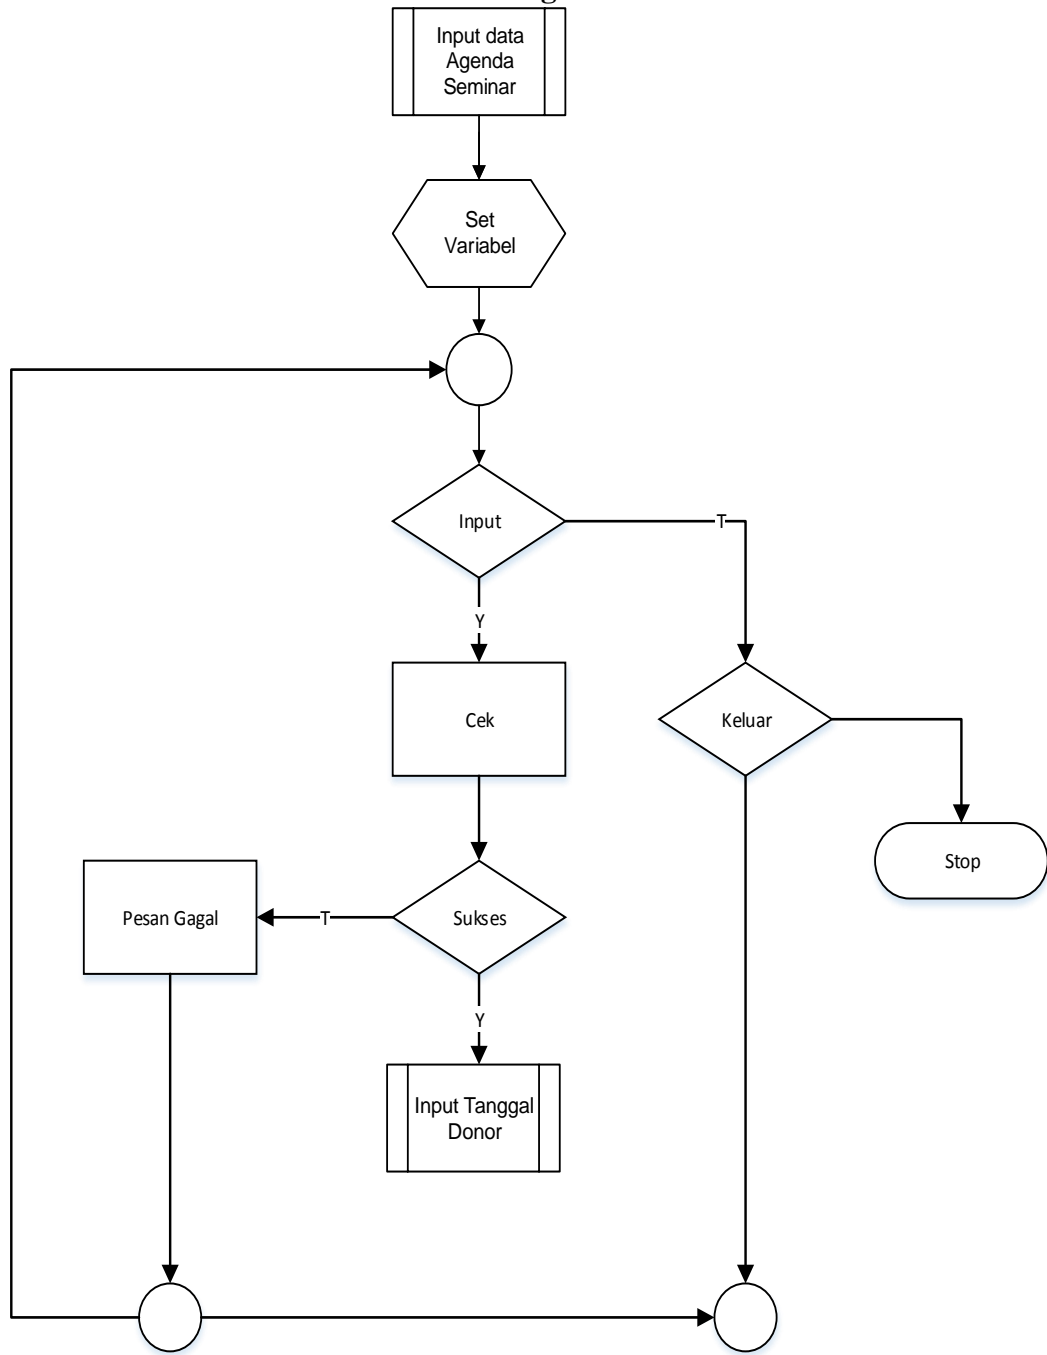 Input data
Agenda
Seminar
Set
Variabel
Input
T
Y
Cek
Keluar
Stop
Pesan Gagal
T
Sukses
Y
Input Tanggal
Donor